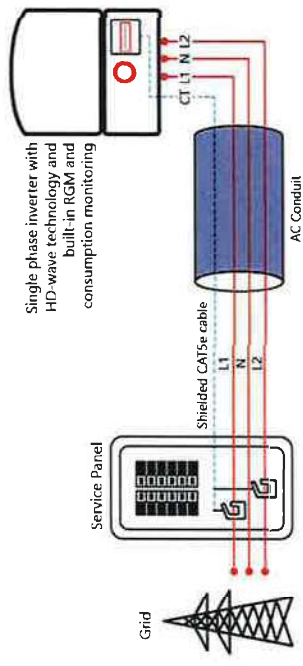 Single phase inverter with
HD-wave technology and
built-in RGM and
consumption monitoring
CT L1 N L2
AC Conduit
Shielded CAT5e cable
L1
N
L2
Service Panel
Grid